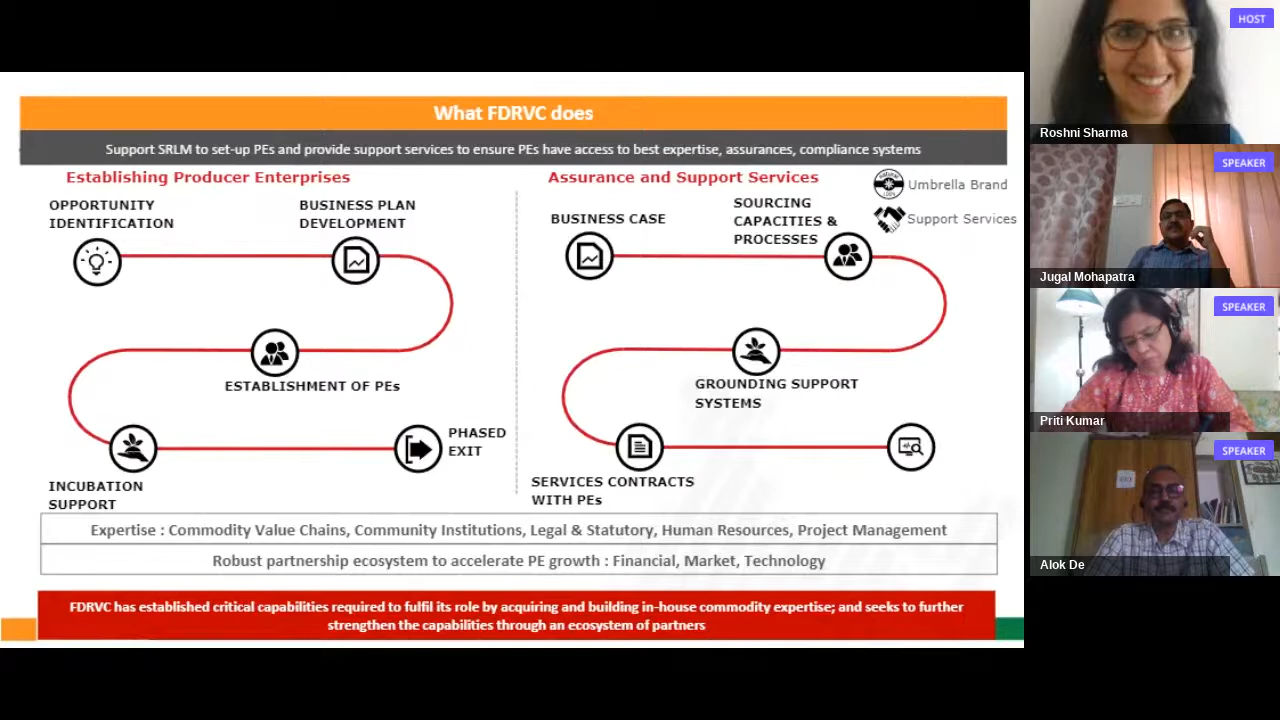 What FDRVC does
Support SRLM to set-up PEs and provide support services to ensure PEs have access to best expertise, assurances, compliance systems
Establishing Producer Enterprises
OPPORTUNITY
IDENTIFICATION
BUSINESS PLAN
DEVELOPMENT
ESTABLISHMENT OF PEs
INCUBATION
SUPPORT
PHASED
EXIT
Assurance and Support Services
Umbrella Brand
Support Services
BUSINESS CASE
SOURCING
CAPACITIES &
PROCESSES
GROUNDING SUPPORT
SYSTEMS
SERVICES CONTRACTS
WITH PEs
Expertise : Commodity Value Chains, Community Institutions, Legal & Statutory, Human Resources, Project Management
Robust partnership ecosystem to accelerate PE growth : Financial, Market, Technology
FDRVC has established critical capabilities required to fulfil its role by acquiring and building in-house commodity expertise; and seeks to further
strengthen the capabilities through an ecosystem of partners
HOST
Roshni Sharma
SPEAKER
Jugal Mohapatra
SPEAKER
Priti Kumar
SPEAKER
Alok De